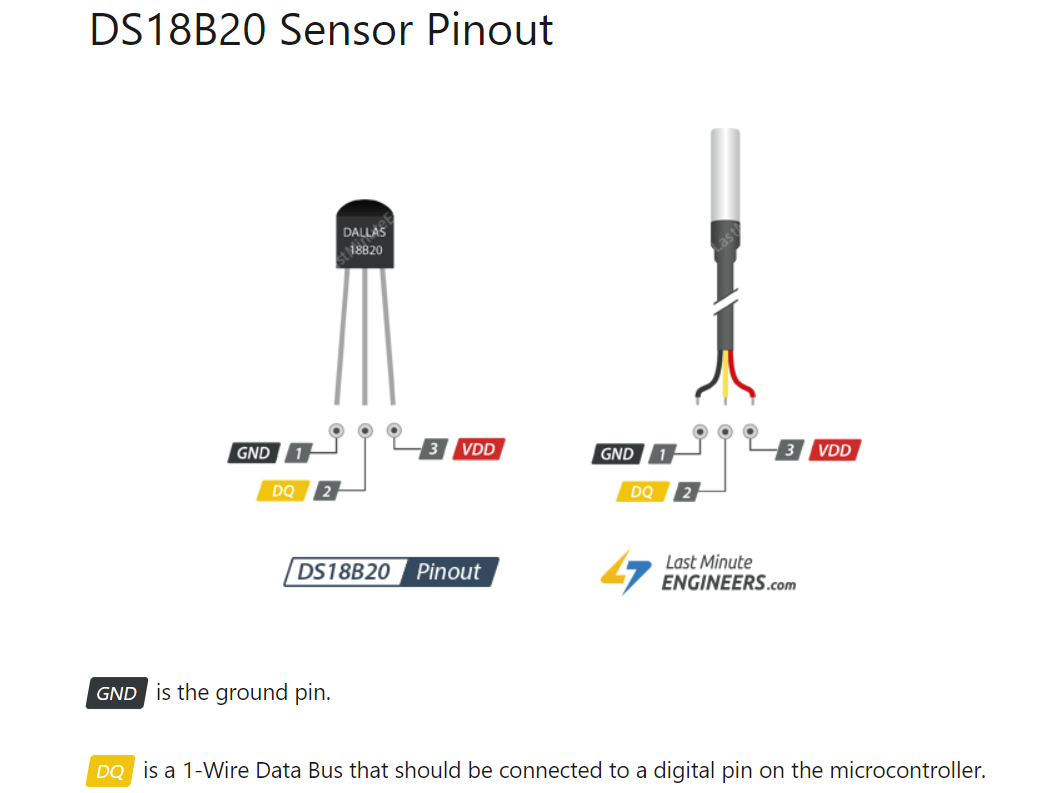 DS18B20 Sensor Pinout
DALLAS
18B20
GND 1
3 VDD
DQ 2
GND 1
3 VDD
DQ 2
DS18B20 Pinout
Last Minute
ENGINEERS.com
GND is the ground pin.
DQ is a 1-Wire Data Bus that should be connected to a digital pin on the microcontroller.